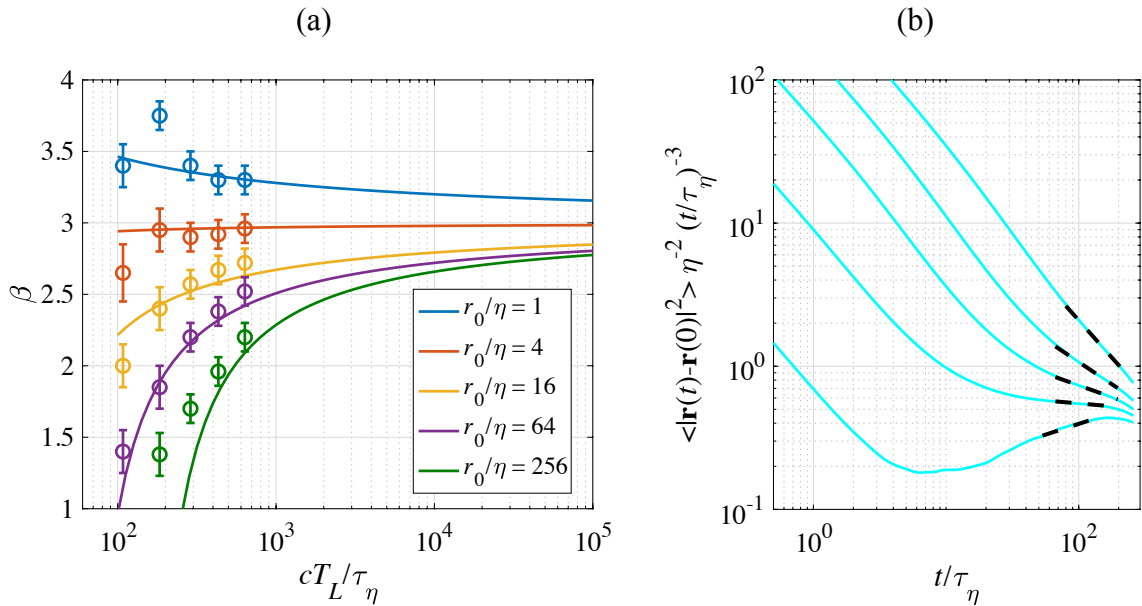 (a)
(b)
4
3.5
3
2.5
2
1.5
1
β
10^2
10^3
10^4
10^5
cT_L/τ_η
r_0/η = 1
r_0/η = 4
r_0/η = 16
r_0/η = 64
r_0/η = 256
10^2
10^1
10^0
10^-1
<|r(t)-r(0)|^2> η^-2 (t/τ_η)^-3
10^0
10^2
t/τ_η